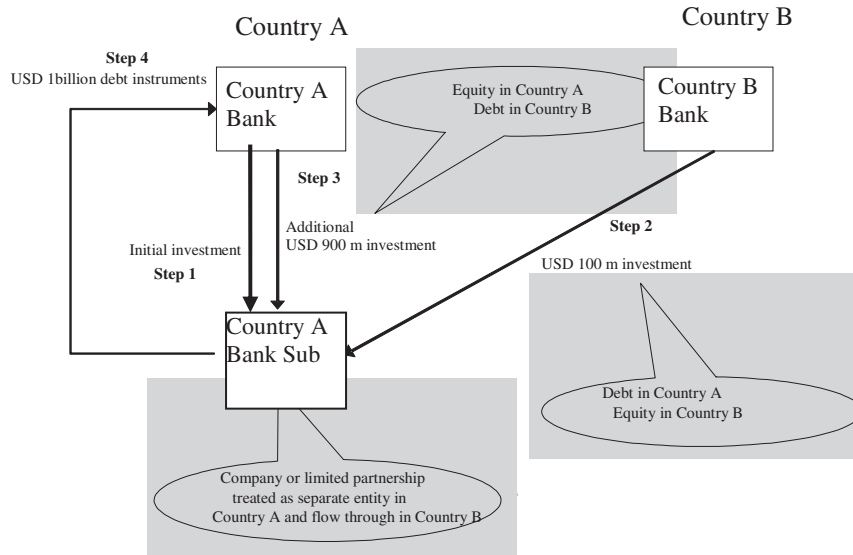 Country A
Country B
Step 4
USD 1billion debt instruments
Country A
Bank
Equity in Country A
Debt in Country B
Country B
Bank
Step 3
Additional
USD 900 m investment
Step 2
Initial investment
Step 1
USD 100 m investment
Country A
Bank Sub
Debt in Country A
Equity in Country B
Company or limited partnership
treated as separate entity in
Country A and flow through in Country B